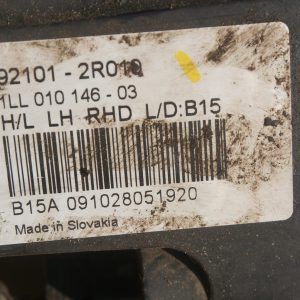 92101 - 2R010
1LL 010 146 - 03
H/L LH RHD L/D:B15
B15A 091028051920
Made in Slovakia